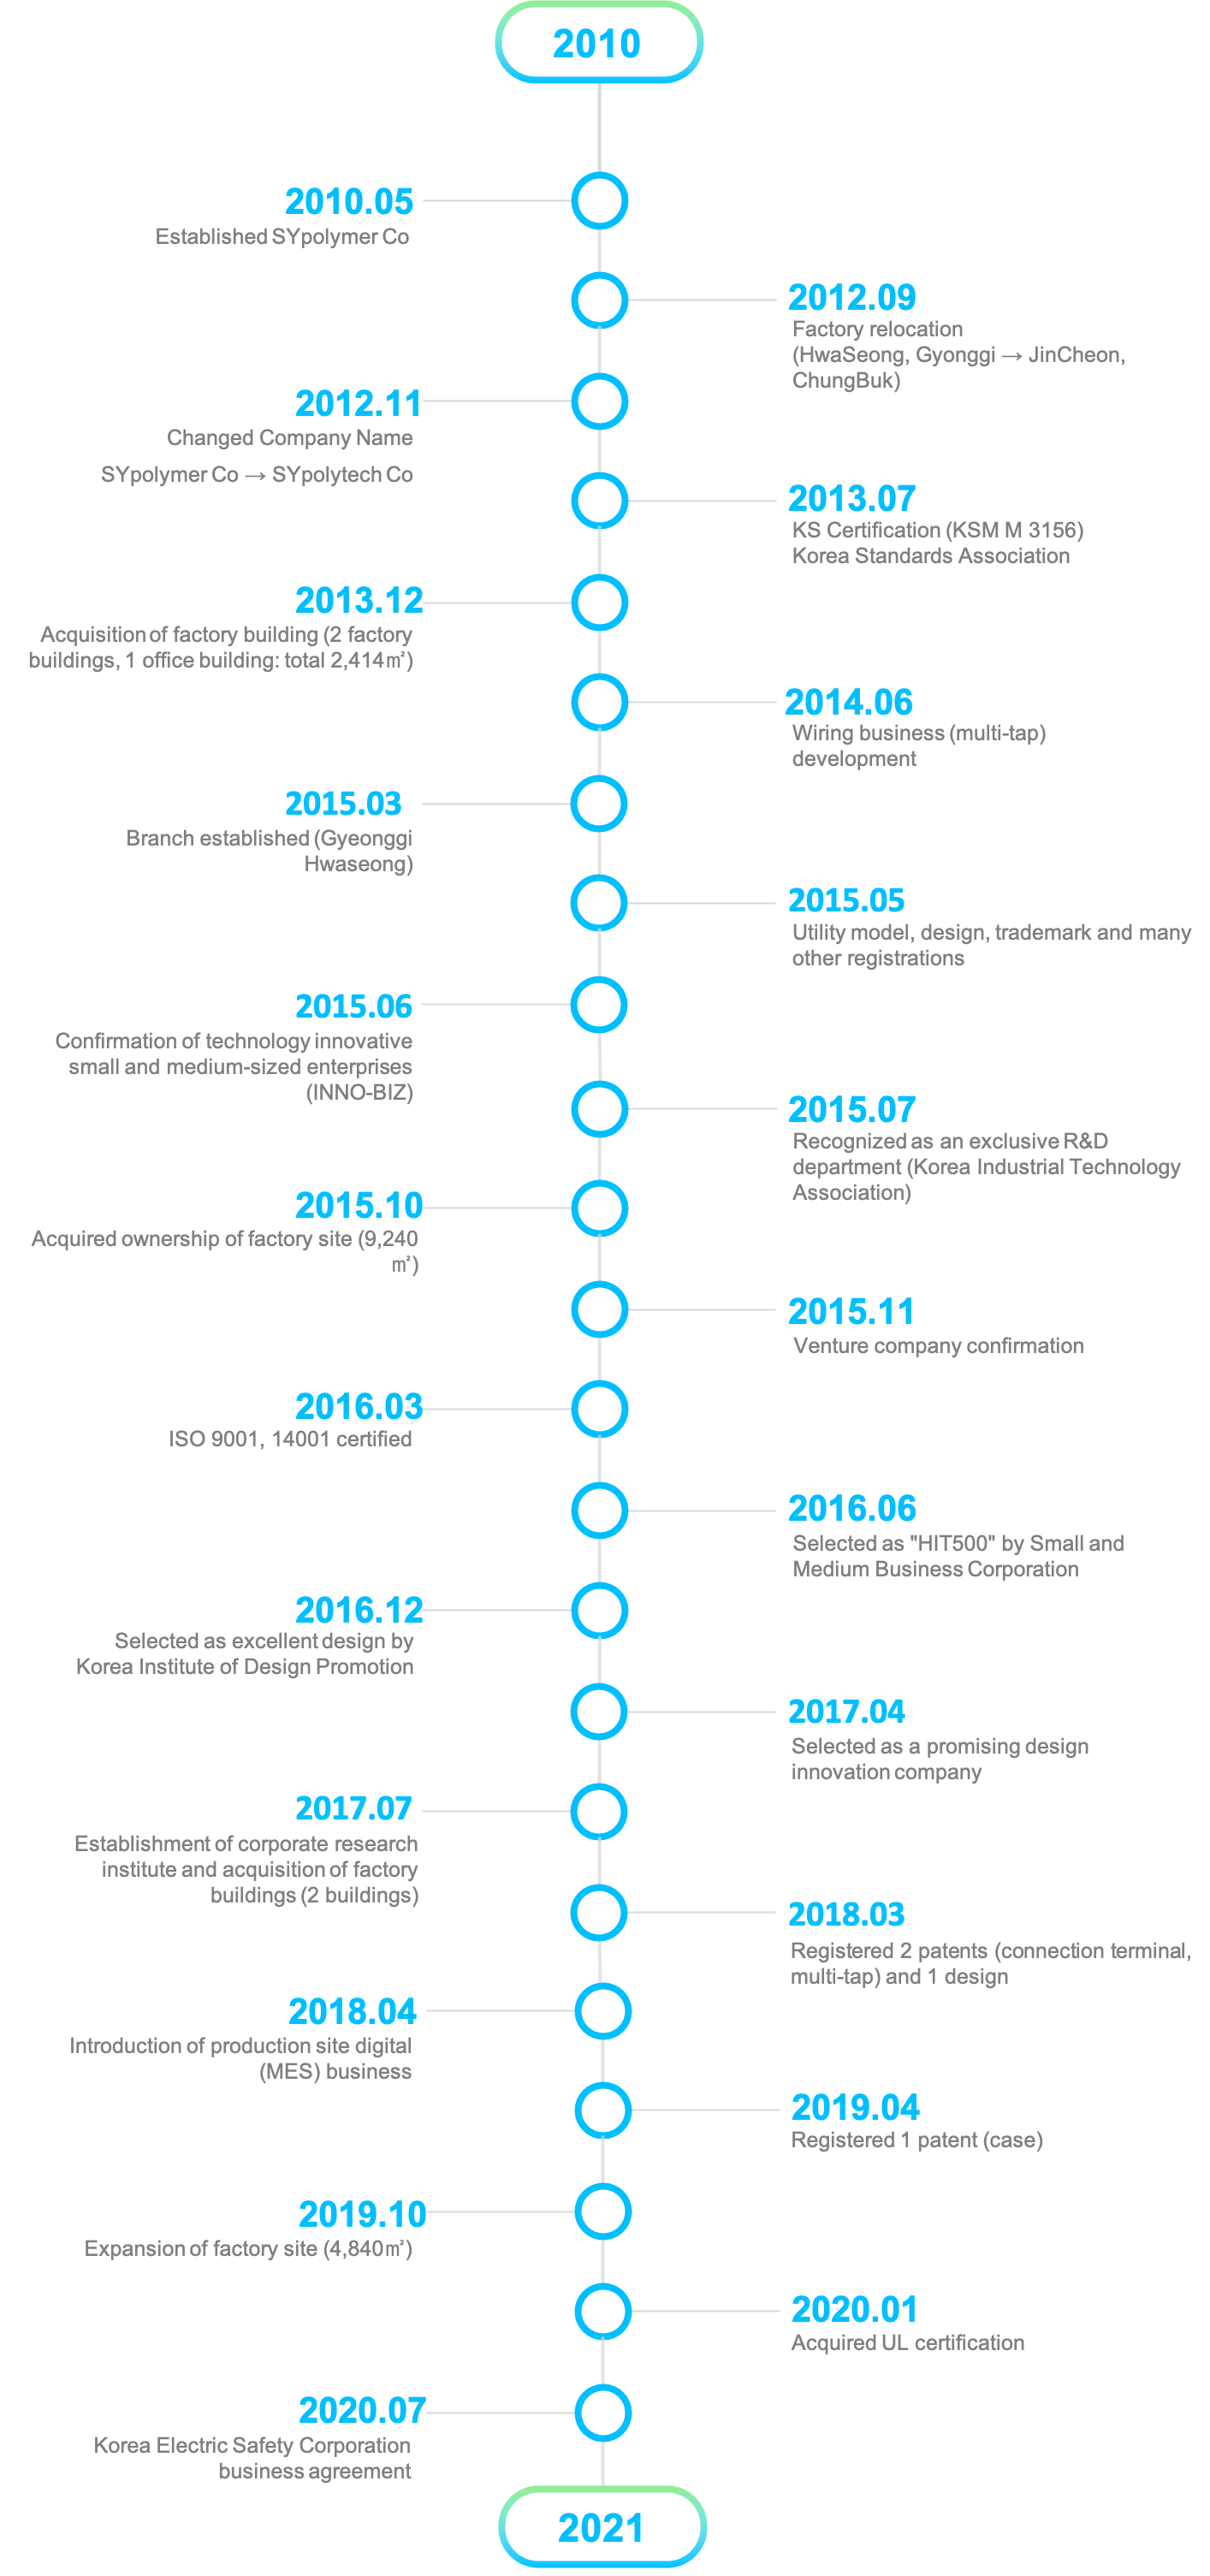 2010
2010.05
Established SYpolymer Co
2012.09
Factory relocation
(HwaSeong, Gyonggi → JinCheon,
ChungBuk)
2012.11
Changed Company Name
SYpolymer Co → SYpolytech Co
2013.07
KS Certification (KSM M 3156)
Korea Standards Association
2013.12
Acquisition of factory building (2 factory
buildings, 1 office building: total 2,414㎡)
2014.06
Wiring business (multi-tap)
development
2015.03
Branch established (Gyeonggi
Hwaseong)
2015.05
Utility model, design, trademark and many
other registrations
2015.06
Confirmation of technology innovative
small and medium-sized enterprises
(INNO-BIZ)
2015.07
Recognized as an exclusive R&D
department (Korea Industrial Technology
Association)
2015.10
Acquired ownership of factory site (9,240
㎡)
2015.11
Venture company confirmation
2016.03
ISO 9001, 14001 certified
2016.06
Selected as "HIT500" by Small and
Medium Business Corporation
2016.12
Selected as excellent design by
Korea Institute of Design Promotion
2017.04
Selected as a promising design
innovation company
2017.07
Establishment of corporate research
institute and acquisition of factory
buildings (2 buildings)
2018.03
Registered 2 patents (connection terminal,
multi-tap) and 1 design
2018.04
Introduction of production site digital
(MES) business
2019.04
Registered 1 patent (case)
2019.10
Expansion of factory site (4,840㎡)
2020.01
Acquired UL certification
2020.07
Korea Electric Safety Corporation
business agreement
2021